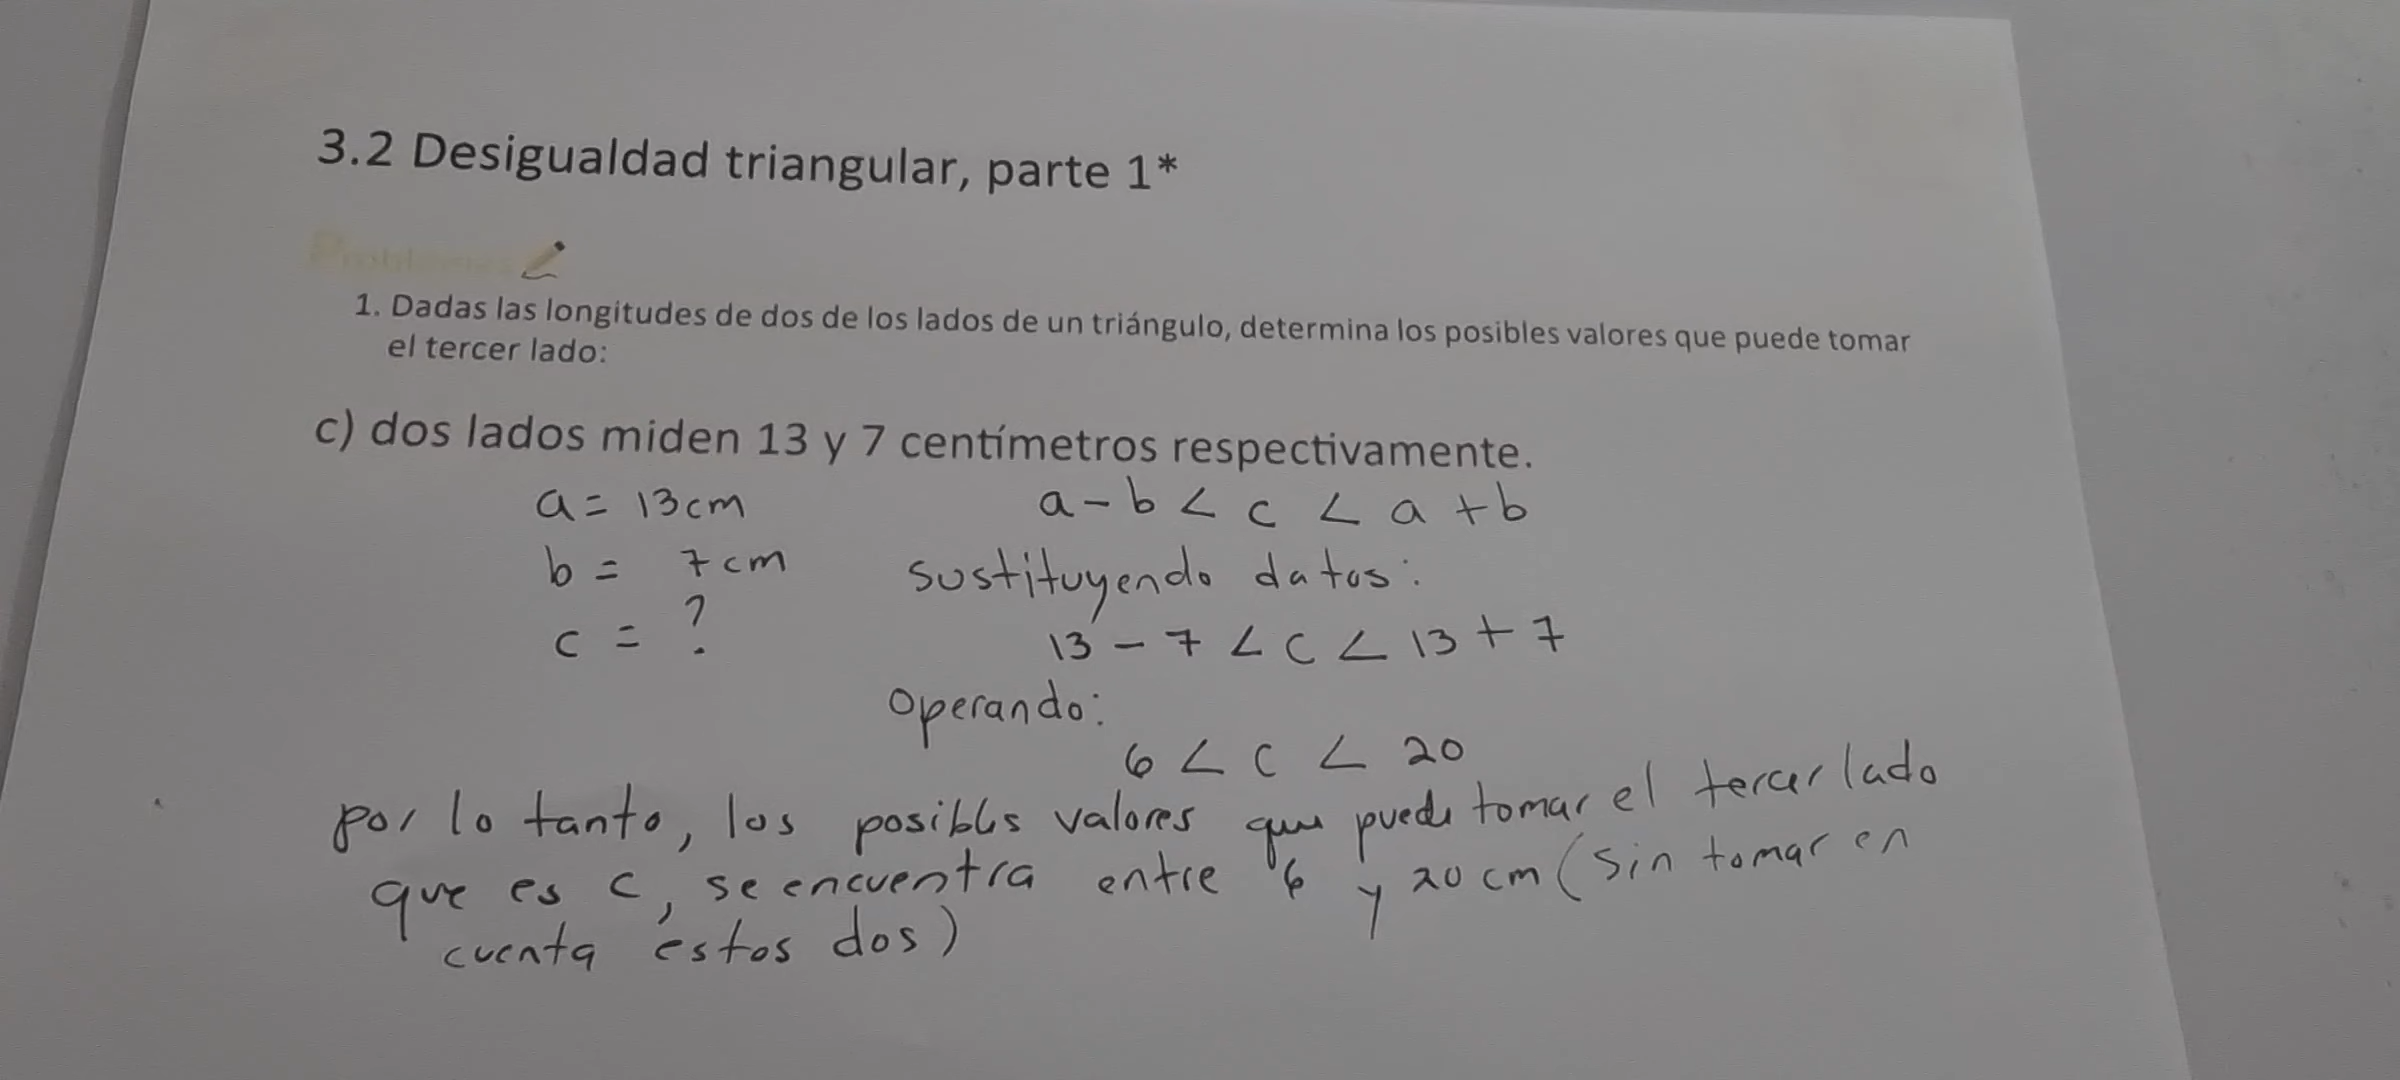 3.2 Desigualdad triangular, parte 1*
Problemas
1. Dadas las longitudes de dos de los lados de un triángulo, determina los posibles valores que puede tomar
el tercer lado:
c) dos lados miden 13 y 7 centímetros respectivamente.
a = 13cm
b = 7cm
c = ?
a - b < c < a + b
sustituyendo datos:
13 - 7 < c < 13 + 7
Operando:
6 < c < 20
por lo tanto, los posibles valores que puede tomar el tercer lado
que es c, se encuentra entre 6 y 20 cm (sin tomar en
cuenta estos dos)